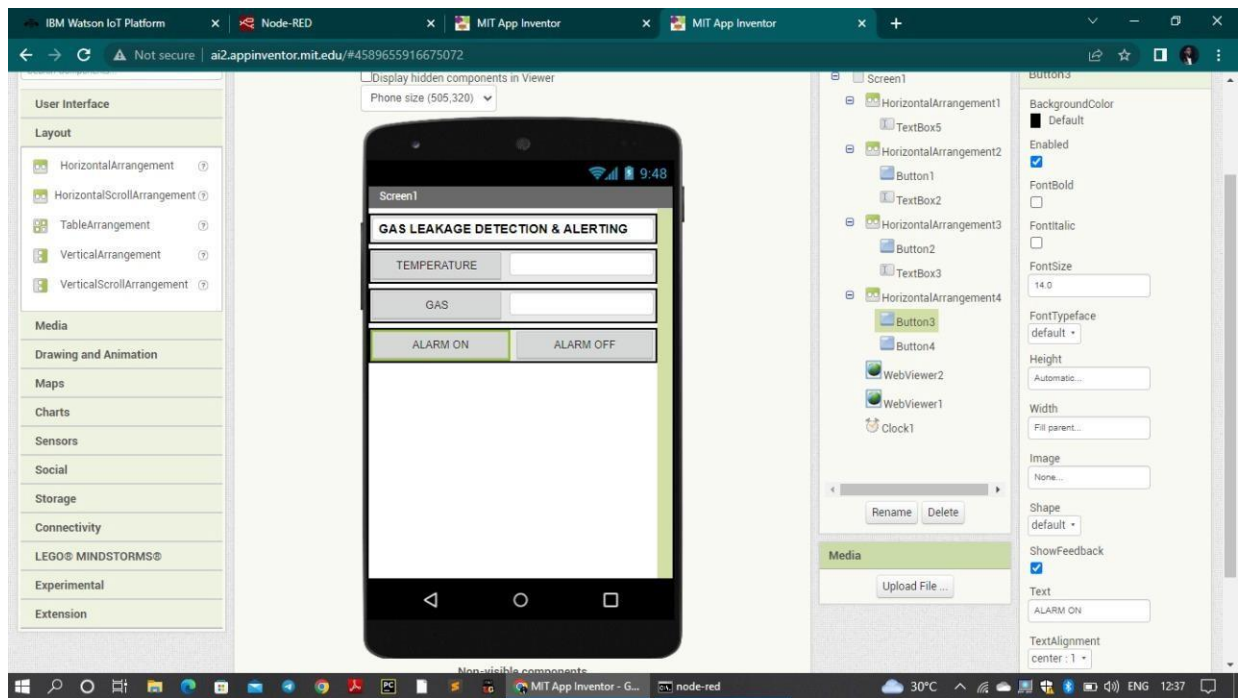 IBM Watson IoT Platform
Node-RED
MIT App Inventor
MIT App Inventor
Not secure | ai2.appinventor.mit.edu/#4589655916675072
User Interface
Layout
HorizontalArrangement
HorizontalScrollArrangement
TableArrangement
VerticalArrangement
VerticalScrollArrangement
Media
Drawing and Animation
Maps
Charts
Sensors
Social
Storage
Connectivity
LEGO® MINDSTORMS®
Experimental
Extension
Display hidden components in Viewer
Phone size (505,320)
9:48
Screen1
GAS LEAKAGE DETECTION & ALERTING
TEMPERATURE
GAS
ALARM ON ALARM OFF
Non-visible components
Screen1
HorizontalArrangement1
TextBox5
HorizontalArrangement2
Button1
TextBox2
HorizontalArrangement3
Button2
TextBox3
HorizontalArrangement4
Button3
Button4
WebViewer2
WebViewer1
Clock1
Rename Delete
Media
Upload File ...
Button3
BackgroundColor
Default
Enabled
FontBold
FontItalic
FontSize
14.0
FontTypeface
default
Height
Automatic...
Width
Fill parent...
Image
None...
Shape
default
ShowFeedback
Text
ALARM ON
TextAlignment
center : 1
MIT App Inventor - G...
node-red
30°C
ENG
12:37